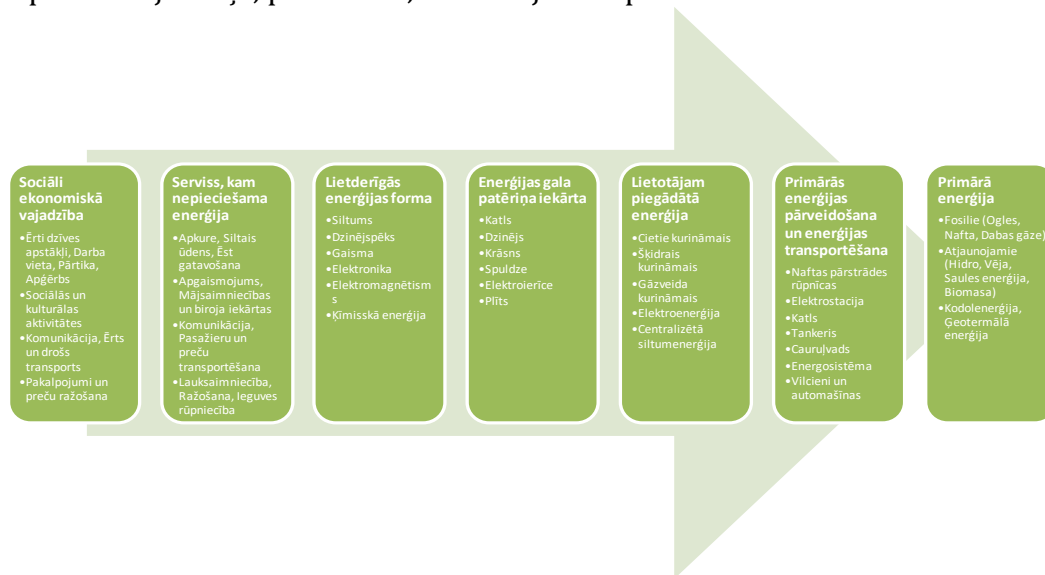 Sociāli
ekonomiskā
vajadzība
•Ērti dzīves
apstākļi, Darba
vieta, Pārtika,
Apģērbs
•Sociālās un
kulturālas
aktivitātes
•Komunikācija, Ērts
un drošs
transports
•Pakalpojumi un
preču ražošana
Serviss, kam
nepieciešama
enerģija
•Apkure, Siltais
ūdens, Ēst
gatavošana
•Apgaismojums,
Mājsaimniecības
un biroja iekārtas
•Komunikācija,
Pasažieru un
preču
transportēšana
•Lauksaimniecība,
Ražošana, Ieguves
rūpniecība
Lietderīgās
enerģijas forma
•Siltums
•Dzinējspēks
•Gaisma
•Elektronika
•Elektromagnētism
s
•Ķīmisskā enerģija
Enerģijas gala
patēriņa iekārta
•Katls
•Dzinējs
•Krāsns
•Spuldze
•Elektroierīce
•Plīts
Lietotājam
piegādātā
enerģija
•Cietie kurināmais
•Šķidrais
kurināmais
•Gāzveida
kurināmais
•Elektroenerģija
•Centralizētā
siltumenerģija
Primārās
enerģijas
pārveidošana
un enerģijas
transportēšana
•Naftas pārstrādes
rūpnīcas
•Elektrostacija
•Katls
•Tankeris
•Cauruļvads
•Energosistēma
•Vilcieni un
automašīnas
Primārā
enerģija
•Fosilie (Ogles,
Nafta, Dabas gāze)
•Atjaunojamie
(Hidro, Vēja,
Saules enerģija,
Biomasa)
•Kodolenerģija,
Ģeotermālā
enerģija